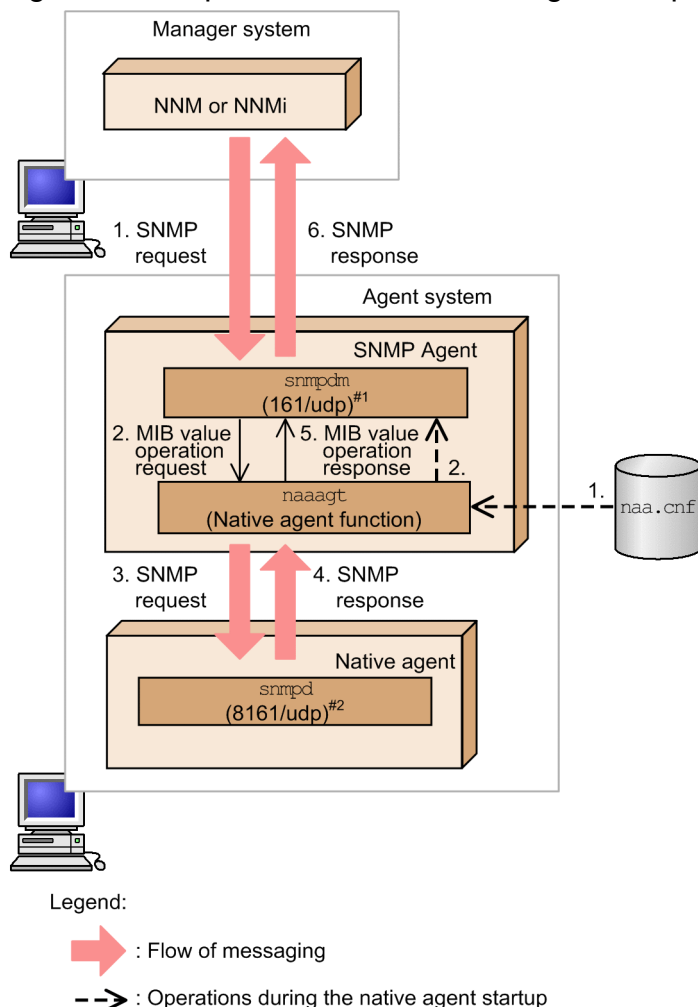 Manager system
NNM or NNMi
1. SNMP
request
6. SNMP
response
Agent system
SNMP Agent
snmpdm
(161/udp)#1
2. MIB value
operation
request
5. MIB value
operation
response
2.
naaagt
(Native agent function)
1.
naa.cnf
3. SNMP
request
4. SNMP
response
Native agent
snmpd
(8161/udp)#2
Legend:
: Flow of messaging
: Operations during the native agent startup